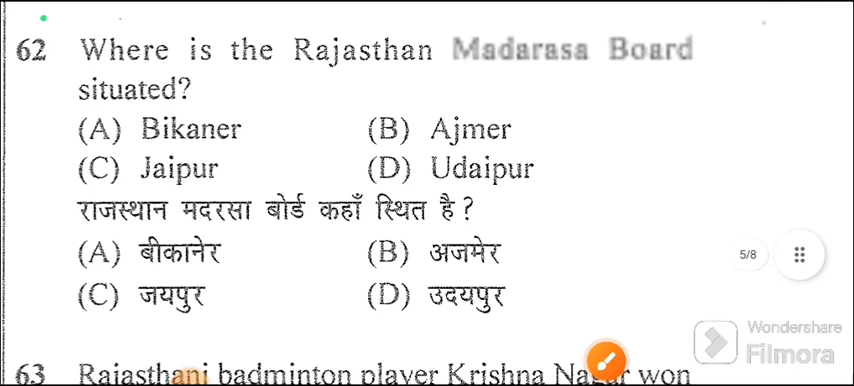 62 Where is the Rajasthan Madarasa Board
situated?
(A) Bikaner (B) Ajmer
(C) Jaipur (D) Udaipur
राजस्थान मदरसा बोर्ड कहाँ स्थित है ?
(A) बीकानेर (B) अजमेर
(C) जयपुर (D) उदयपुर
5/8
Wondershare
Filmora
63 Rajasthani badminton player Krishna Nagar won